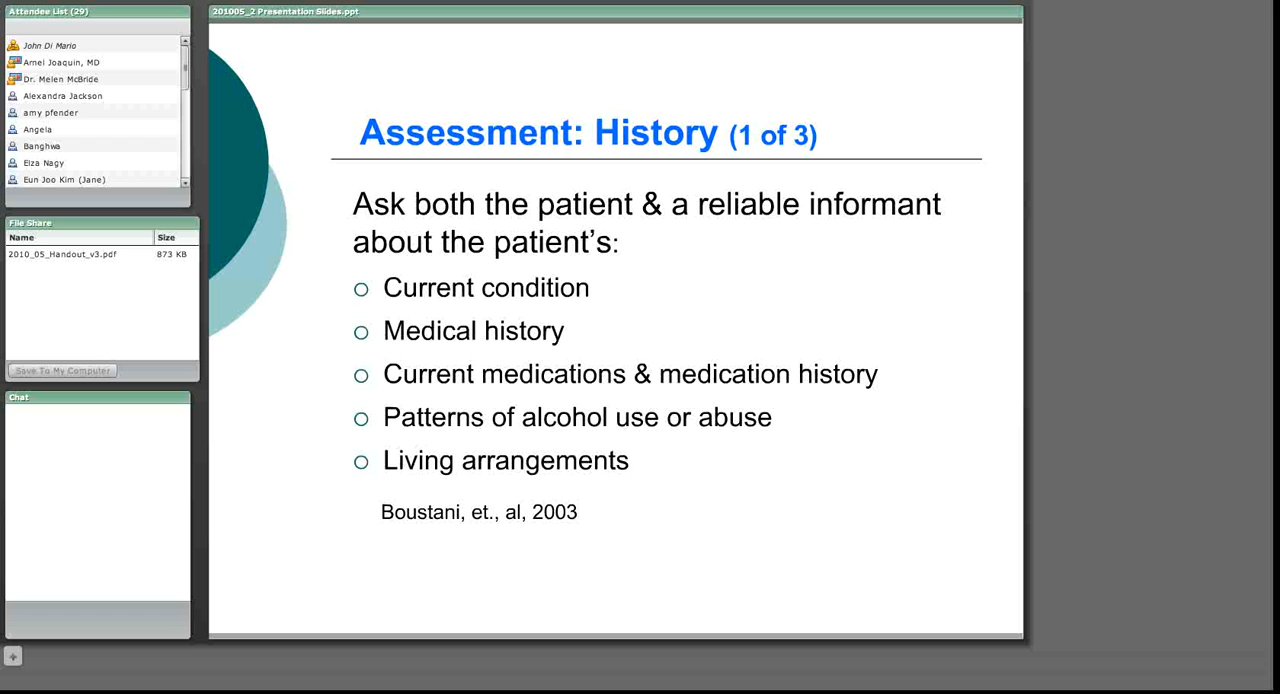 Attendee List (29)
John Di Mario
Arnel Joaquin, MD
Dr. Melen McBride
Alexandra Jackson
amy pfender
Angela
Banghwa
Elza Nagy
Eun Joo Kim (Jane)
File Share
Name Size
2010_05_Handout_v3.pdf 873 KB
Save To My Computer
Chat
201005_2 Presentation Slides.ppt
Assessment: History (1 of 3)
Ask both the patient & a reliable informant
about the patient’s:
Current condition
Medical history
Current medications & medication history
Patterns of alcohol use or abuse
Living arrangements
Boustani, et., al, 2003